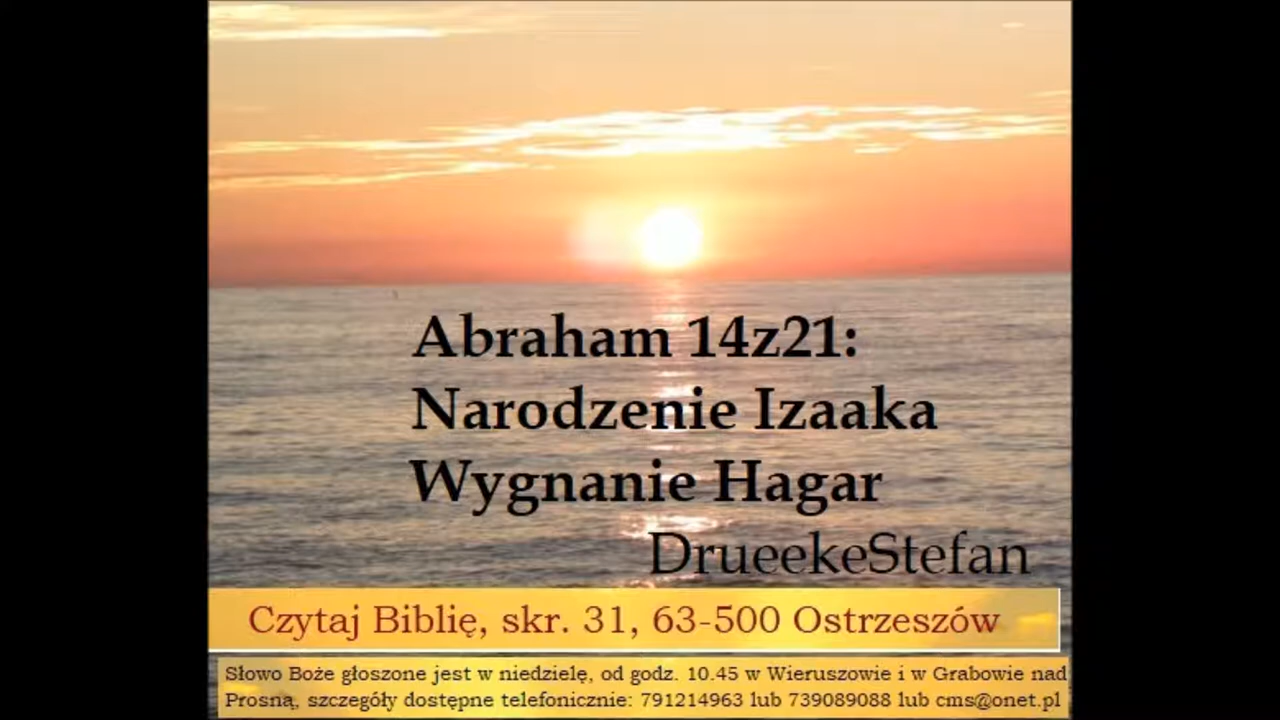 Abraham 14z21:
Narodzenie Izaaka
Wygnanie Hagar
DrueekeStefan
Czytaj Biblię, skr. 31, 63-500 Ostrzeszów
Słowo Boże głoszone jest w niedzielę, od godz. 10.45 w Wieruszowie i w Grabowie nad
Prosną, szczegóły dostępne telefonicznie: 791214963 lub 739089088 lub cms@onet.pl